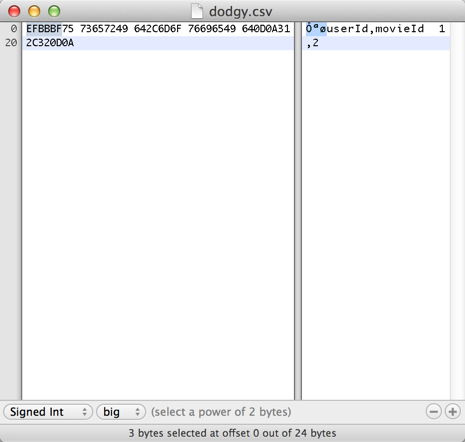 dodgy.csv
0 EFBBBF75 73657249 642C6D6F 76696549 640D0A31 ÔªøuserId,movieId 1
20 2C320D0A ,2
Signed Int big (select a power of 2 bytes)
3 bytes selected at offset 0 out of 24 bytes